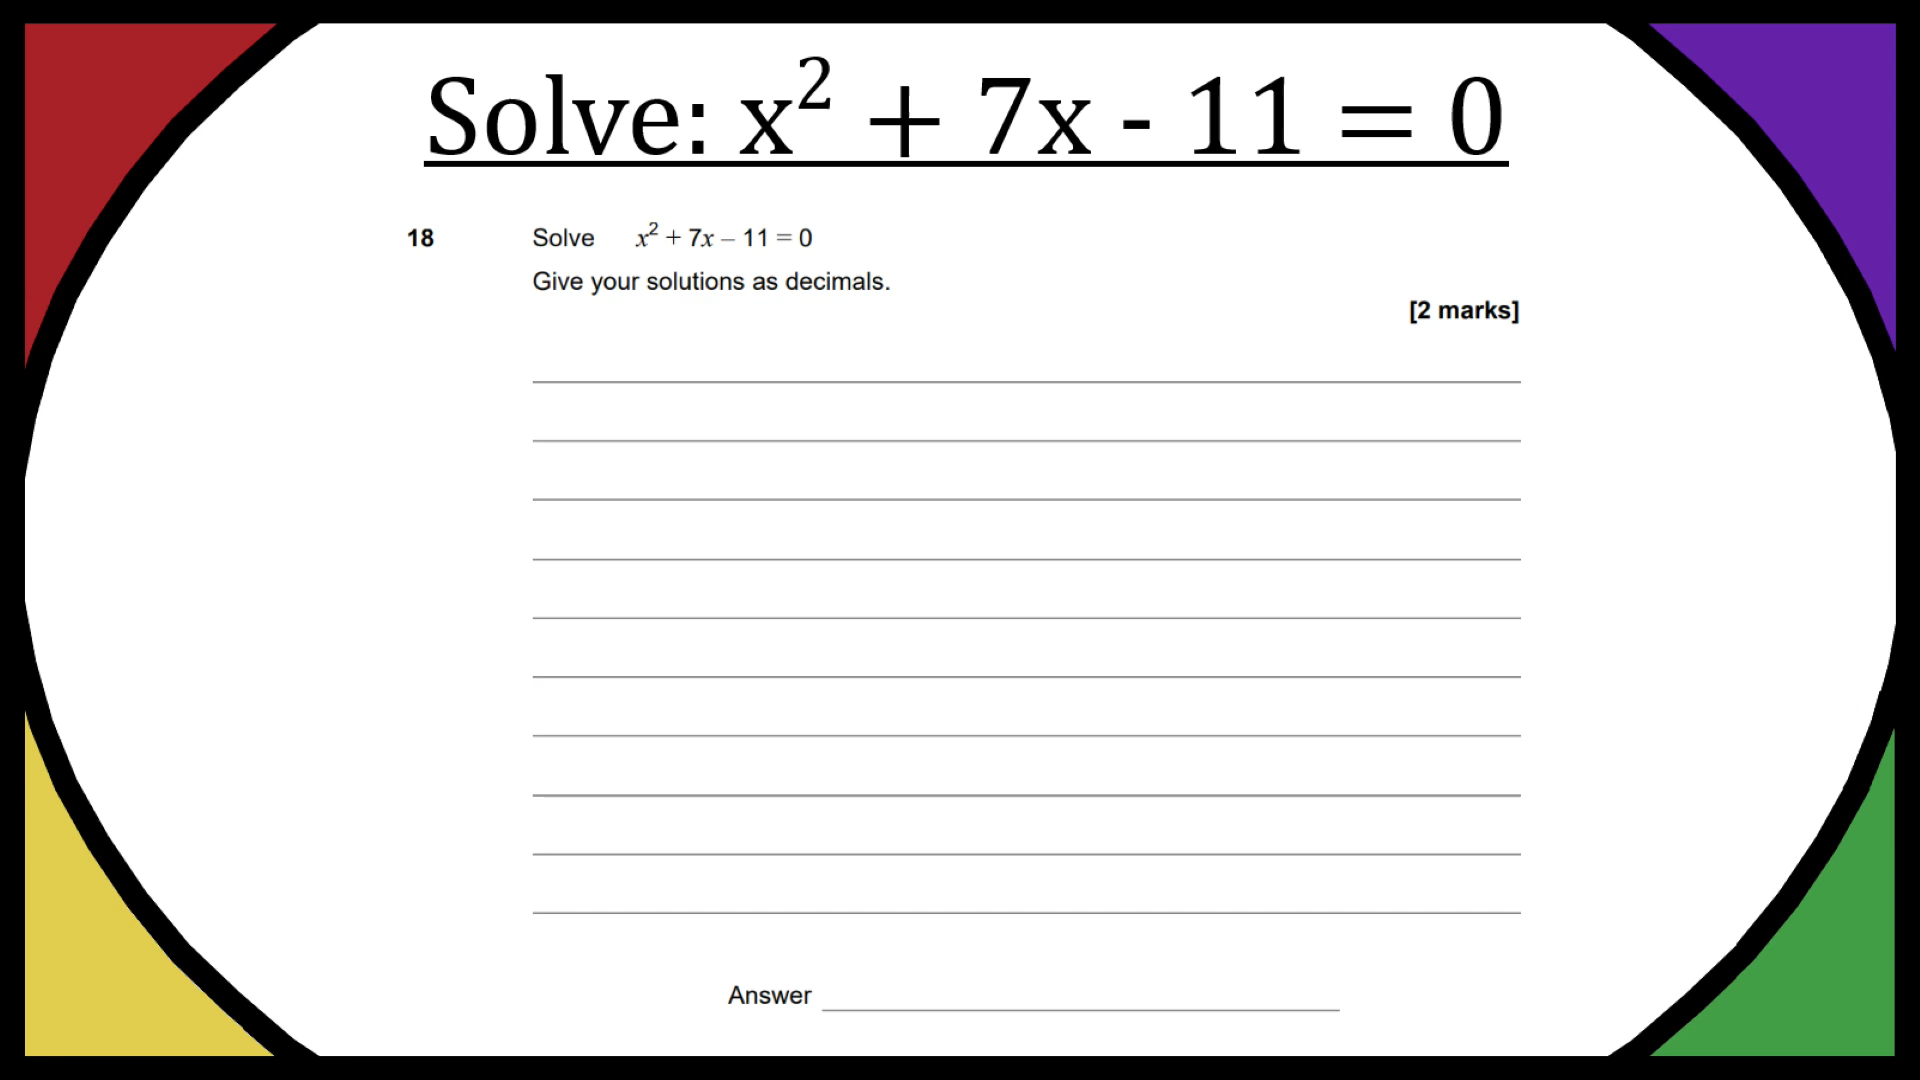 Solve: x² + 7x - 11 = 0
18 Solve x² + 7x – 11 = 0
Give your solutions as decimals.
[2 marks]
Answer